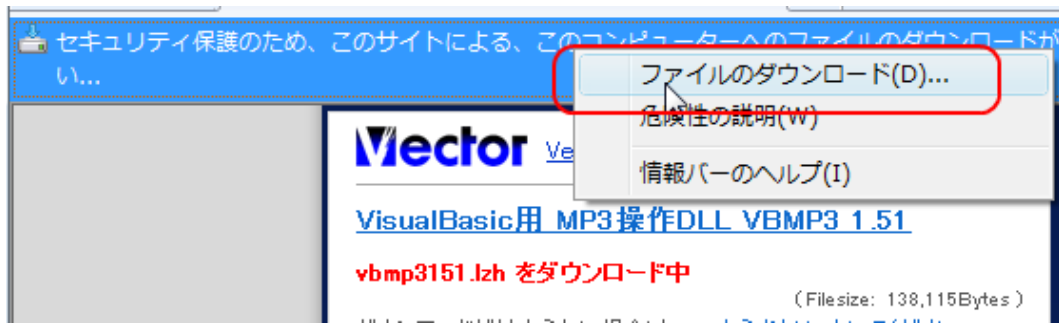 セキュリティ保護のため、このサイトによる、このコンピューターへのファイルのダウンロードが
い...
ファイルのダウンロード(D)...
危険性の説明(W)
情報バーのヘルプ(I)
Vector Ve
VisualBasic用 MP3操作DLL VBMP3 1.51
vbmp3151.lzh をダウンロード中
(Filesize: 138,115Bytes)